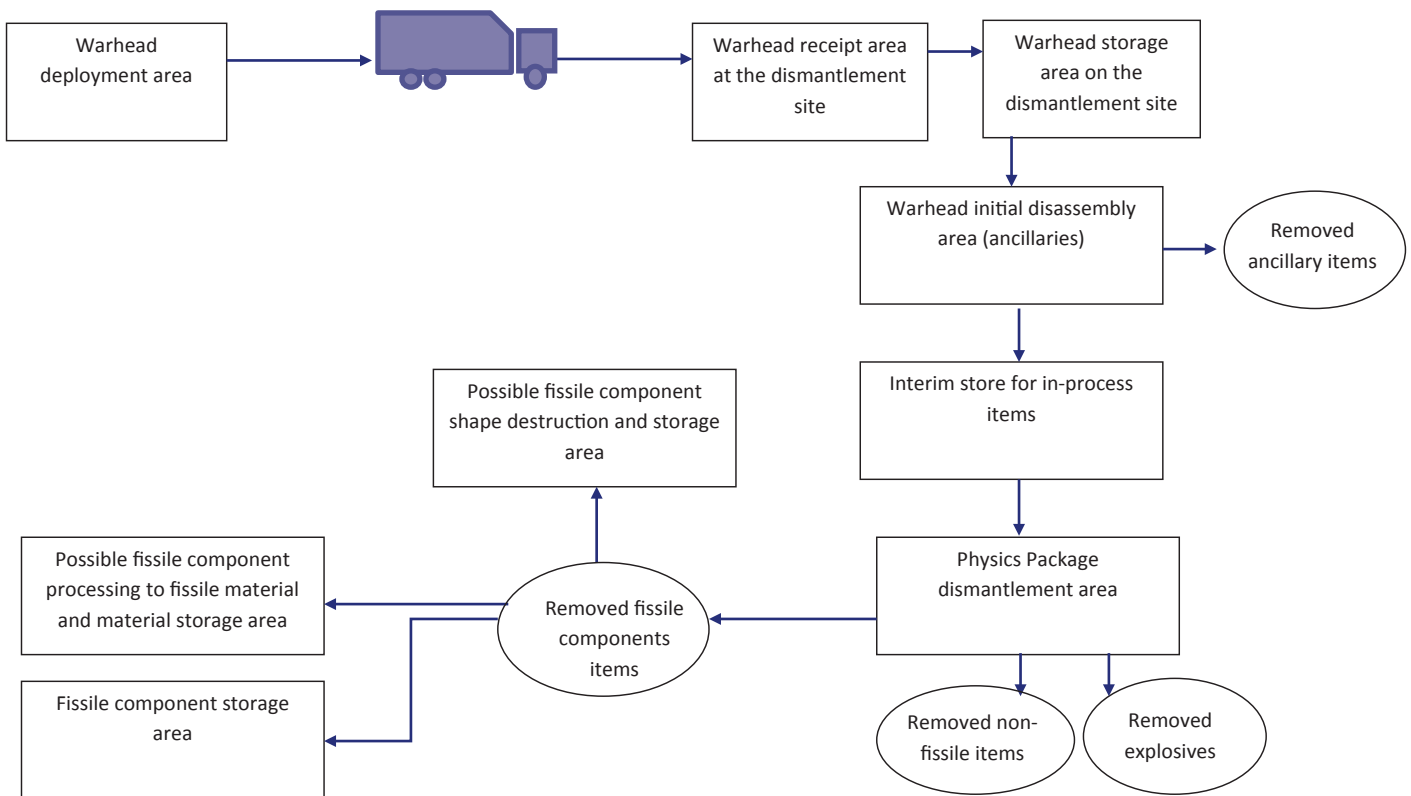 Warhead
deployment area
Warhead receipt area
at the dismantlement
site
Warhead storage
area on the
dismantlement site
Warhead initial disassembly
area (ancillaries)
Removed
ancillary items
Interim store for in-process
items
Possible fissile component
shape destruction and storage
area
Physics Package
dismantlement area
Possible fissile component
processing to fissile material
and material storage area
Removed fissile
components
items
Fissile component storage
area
Removed non-
fissile items
Removed
explosives